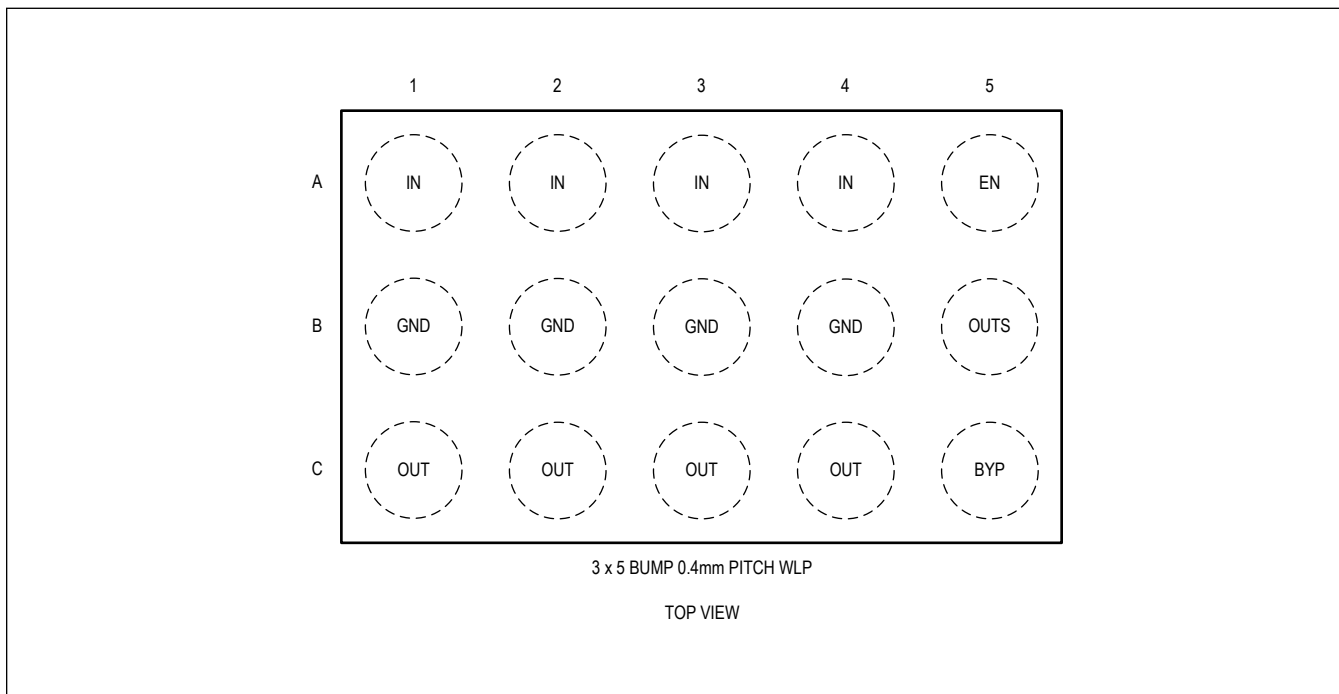 1 2 3 4 5
A IN IN IN IN EN
B GND GND GND GND OUTS
C OUT OUT OUT OUT BYP
3 x 5 BUMP 0.4mm PITCH WLP
TOP VIEW